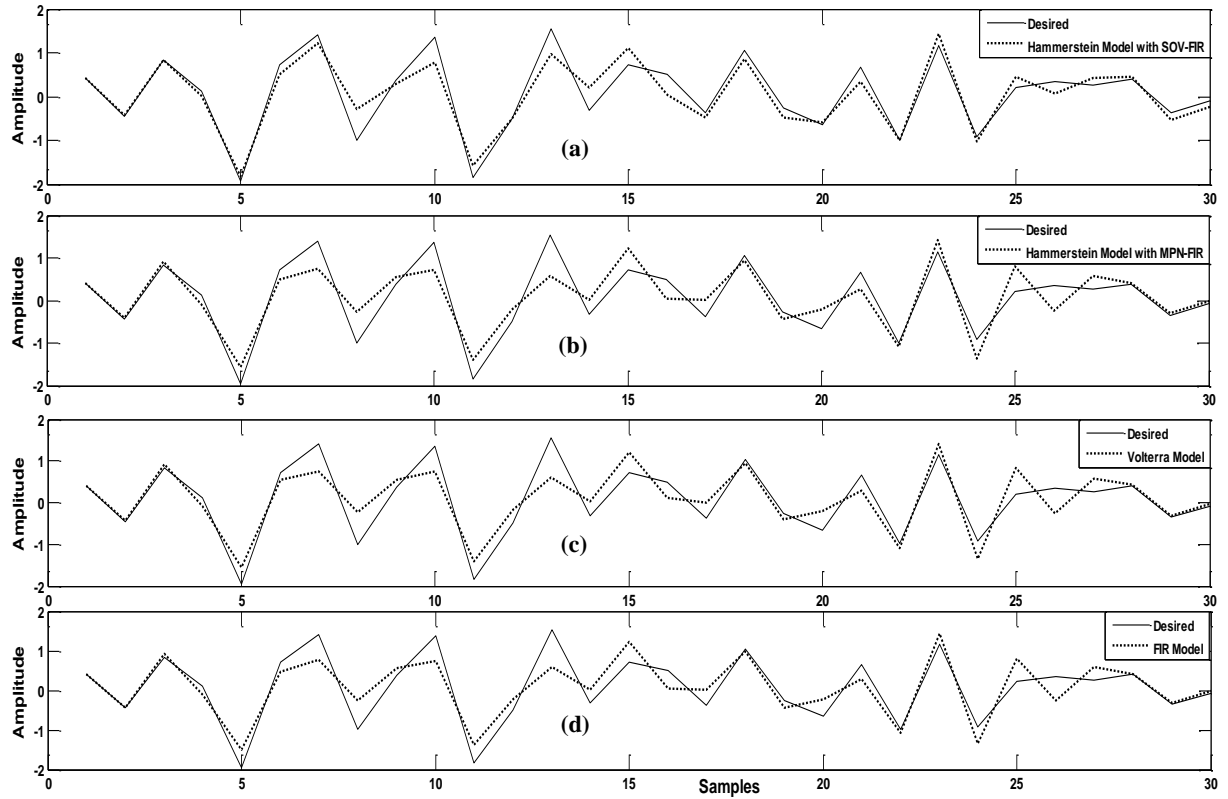 2
1
0
-1
-2
Amplitude
Desired
Hammerstein Model with SOV-FIR
(a)
0
5
10
15
20
25
30
2
1
0
-1
-2
Amplitude
Desired
Hammerstein Model with MPN-FIR
(b)
0
5
10
15
20
25
30
2
1
0
-1
-2
Amplitude
Desired
Volterra Model
(c)
0
5
10
15
20
25
30
2
1
0
-1
-2
Amplitude
Desired
FIR Model
(d)
0
5
10
15
20
25
30
Samples